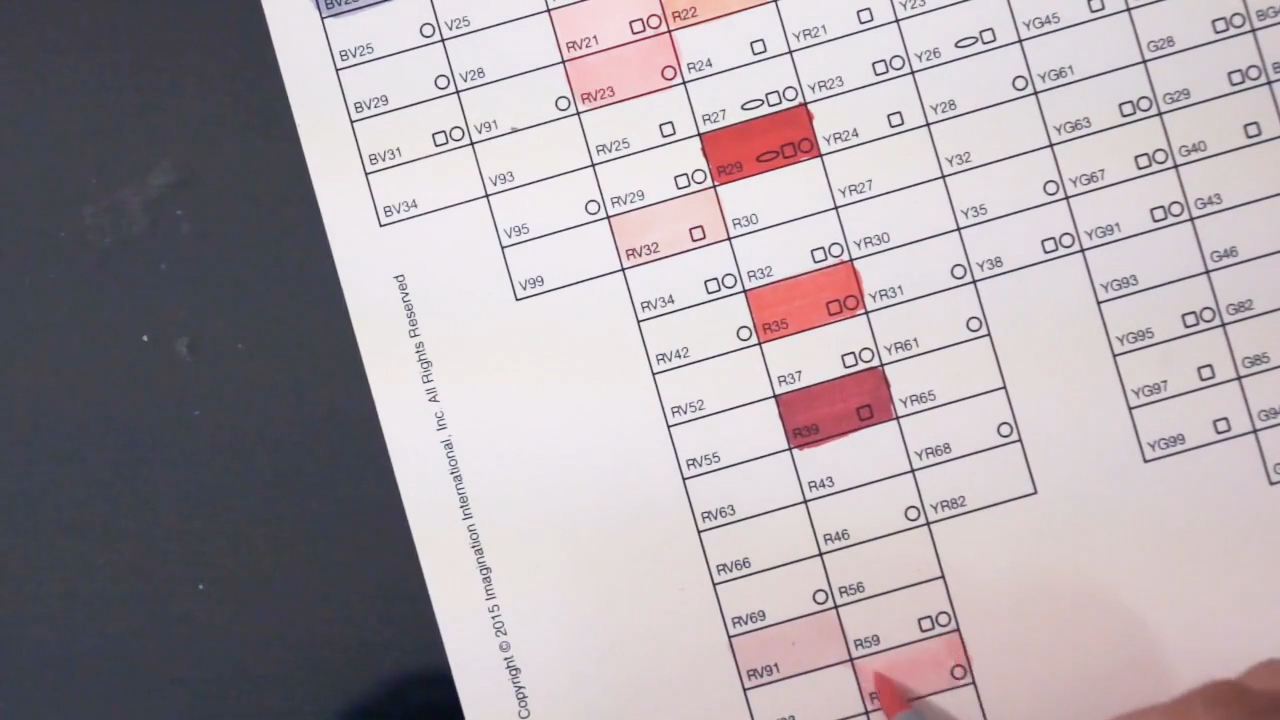 BV25
BV29
BV31
BV34
V25
V28
V91
V93
V95
V99
RV21
RV23
RV25
RV29
RV32
RV34
RV42
RV52
RV55
RV63
RV66
RV69
RV91
R22
R24
R27
R29
R30
R32
R35
R37
R39
R43
R46
R56
R59
YR21
YR23
YR24
YR27
YR30
YR31
YR61
YR65
YR68
YR82
Y23
Y26
Y28
Y32
Y35
Y38
YG45
YG61
YG63
YG67
YG91
YG93
YG95
YG97
YG99
G28
G29
G40
G43
G46
G82
G85
Copyright © 2015 Imagination International, Inc. All Rights Reserved